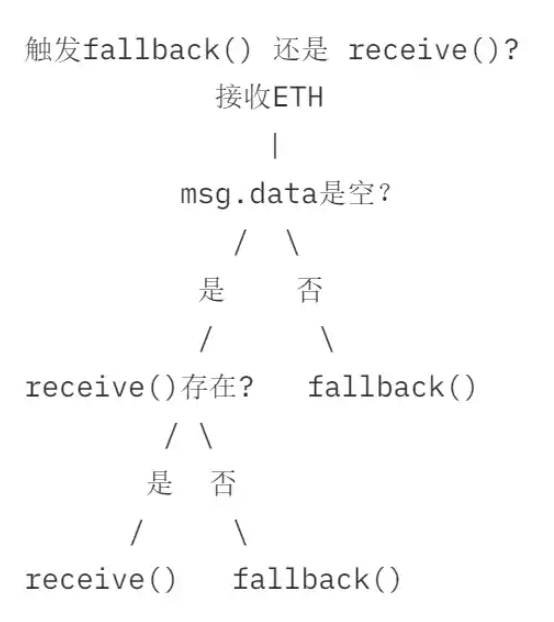 触发fallback() 还是 receive()?
接收ETH
|
msg.data是空？
/ \
是 否
/ \
receive()存在? fallback()
/ \
是 否
/ \
receive() fallback()